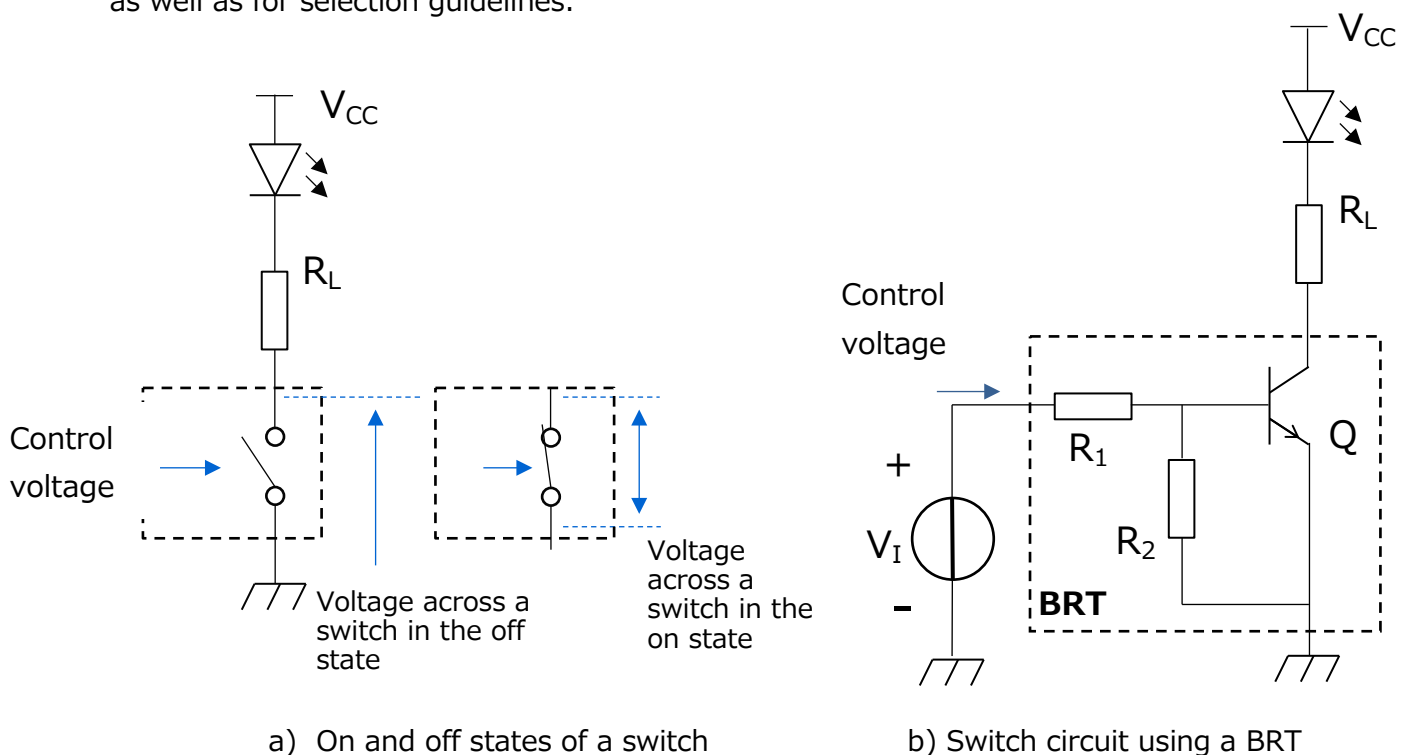 as well as for selection guidelines.
VCC
RL
Control
voltage
Voltage across a
switch in the off
state
Voltage
across a
switch in the
on state
a) On and off states of a switch
VCC
RL
Control
voltage
R1
Q
+
VI
R2
-
BRT
b) Switch circuit using a BRT